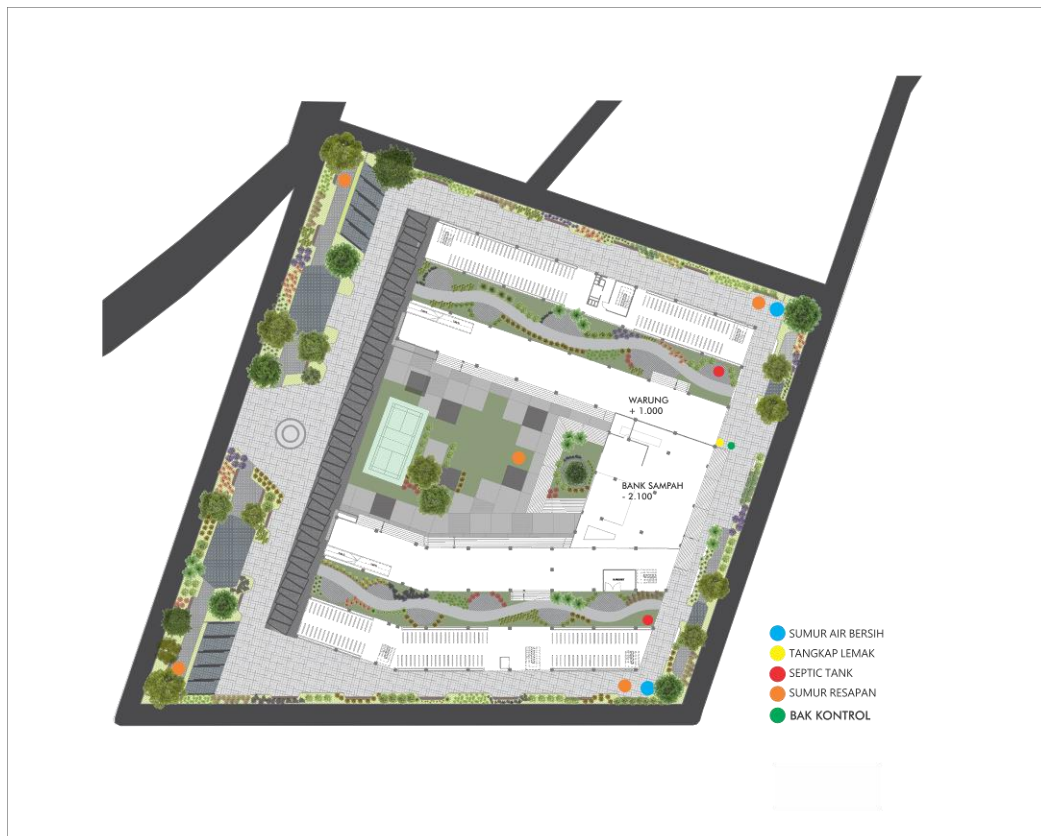 WARUNG
+ 1.000
BANK SAMPAH
- 2.100
SUMUR AIR BERSIH
TANGKAP LEMAK
SEPTIC TANK
SUMUR RESAPAN
BAK KONTROL